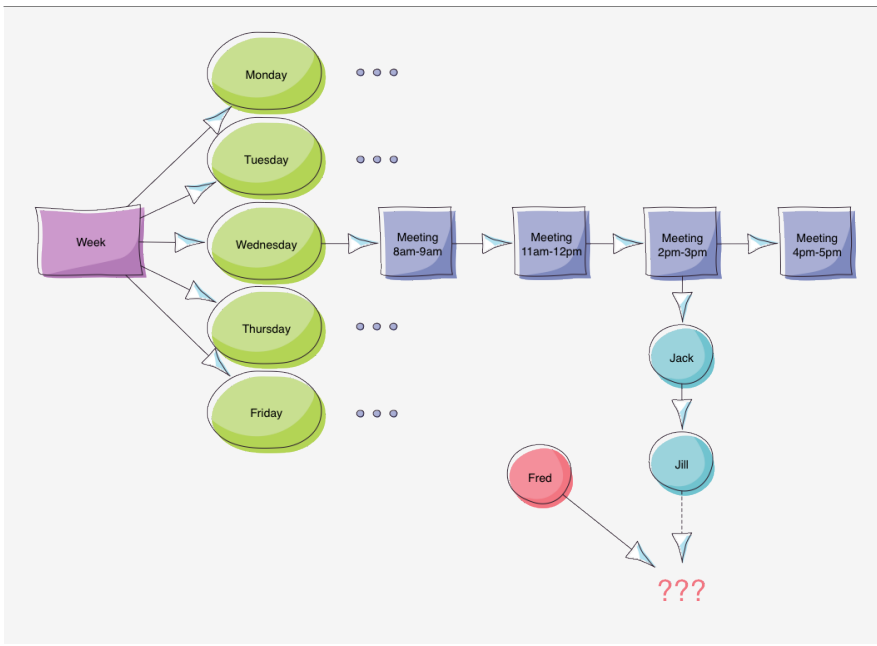 Monday
Tuesday
Week
Wednesday
Meeting
8am-9am
Meeting
11am-12pm
Meeting
2pm-3pm
Meeting
4pm-5pm
Thursday
Jack
Friday
Jill
Fred
???